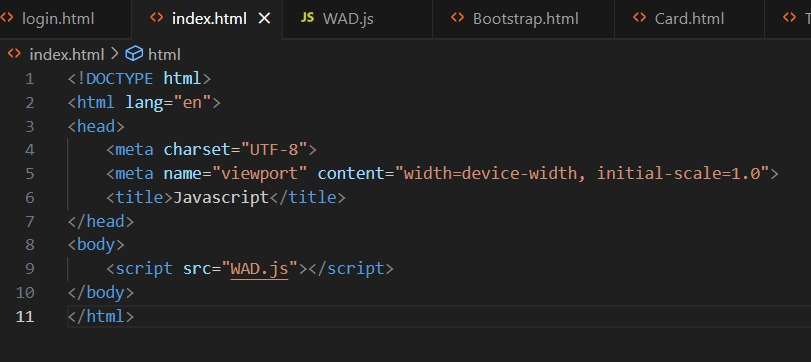 login.html index.html WAD.js Bootstrap.html Card.html
index.html > html
1 <!DOCTYPE html>
2 <html lang="en">
3 <head>
4 <meta charset="UTF-8">
5 <meta name="viewport" content="width=device-width, initial-scale=1.0">
6 <title>Javascript</title>
7 </head>
8 <body>
9 <script src="WAD.js"></script>
10 </body>
11 </html>